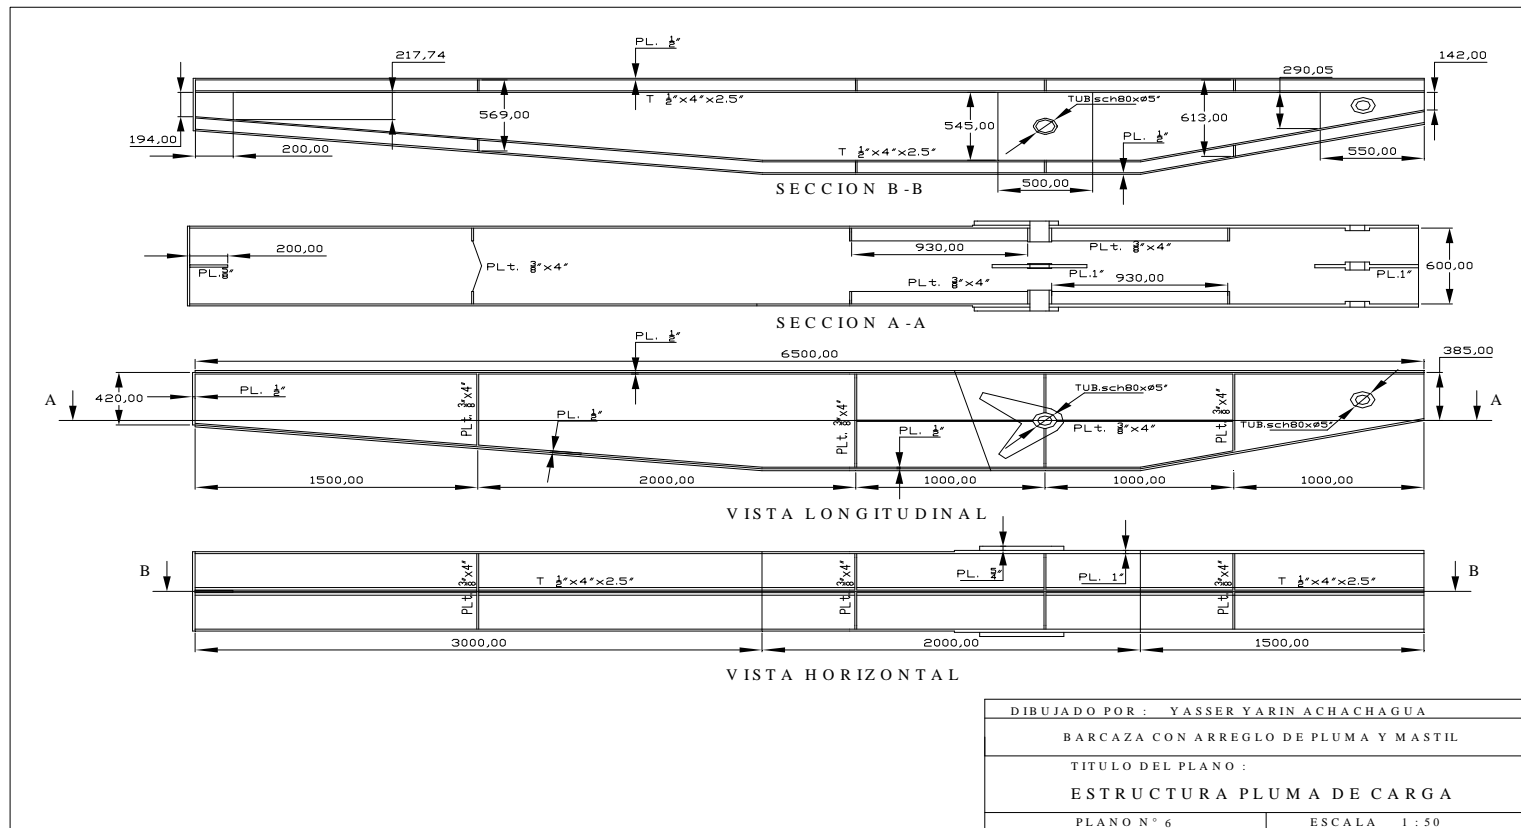 PL. ½"
217,74
142,00
290,05
T ½"x4"x2.5"
TUB.sch80xø5"
569,00
545,00
613,00
PL. ½"
194,00
200,00
T ½"x4"x2.5"
550,00
500,00
SECCION B-B
200,00
930,00
PLt. ⅜"x4"
PLt. ⅜"x4"
600,00
PL.1"
PL.1"
PLt. ⅜"x4"
930,00
SECCION A-A
PL. ½"
6500,00
385,00
420,00
PL. ½"
PLt. ⅜"x4"
PLt. ⅜"x4"
TUB.sch80xø5"
PLt. ⅜"x4"
A
A
PL. ½"
PL. ½"
PLt. ⅜"x4"
TUB.sch80xø5"
1500,00
2000,00
1000,00
1000,00
1000,00
VISTA LONGITUDINAL
B
B
PLt. ⅜"x4"
T ½"x4"x2.5"
PLt. ⅜"x4"
PL. 1"
PLt. ⅜"x4"
T ½"x4"x2.5"
3000,00
2000,00
1500,00
VISTA HORIZONTAL
DIBUJADO POR : YASSER YARIN ACHACHAGUA
BARCAZA CON ARREGLO DE PLUMA Y MASTIL
TITULO DEL PLANO :
ESTRUCTURA PLUMA DE CARGA
PLANO N° 6
ESCALA 1 : 50